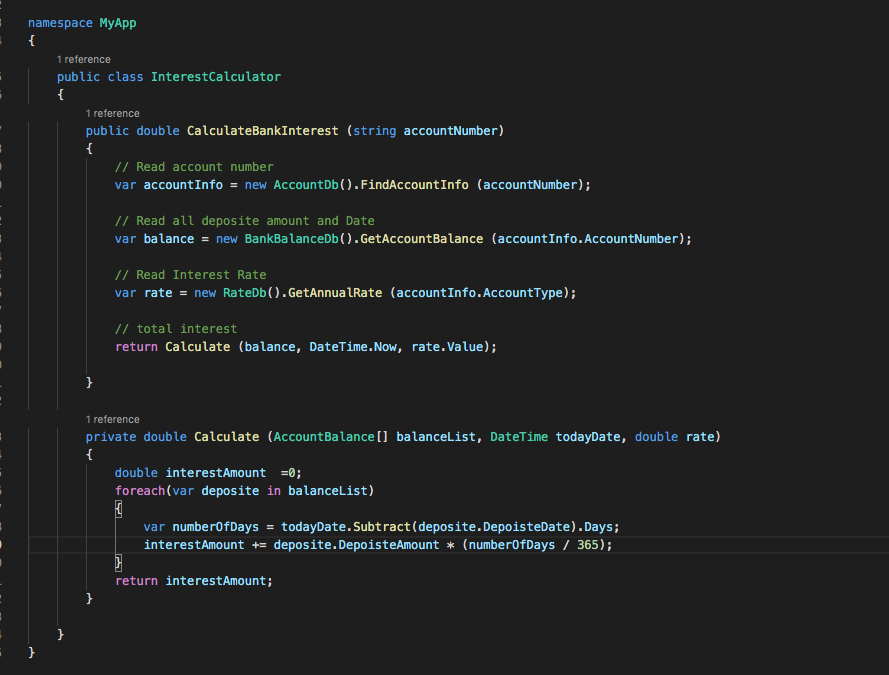 namespace MyApp
{
1 reference
public class InterestCalculator
{
1 reference
public double CalculateBankInterest (string accountNumber)
{
// Read account number
var accountInfo = new AccountDb().FindAccountInfo (accountNumber);
// Read all deposite amount and Date
var balance = new BankBalanceDb().GetAccountBalance (accountInfo.AccountNumber);
// Read Interest Rate
var rate = new RateDb().GetAnnualRate (accountInfo.AccountType);
// total interest
return Calculate (balance, DateTime.Now, rate.Value);
}
1 reference
private double Calculate (AccountBalance[] balanceList, DateTime todayDate, double rate)
{
double interestAmount  =0;
foreach(var deposite in balanceList)
{
var numberOfDays = todayDate.Subtract(deposite.DepoisteDate).Days;
interestAmount += deposite.DepoisteAmount * (numberOfDays / 365);
}
return interestAmount;
}
}
}